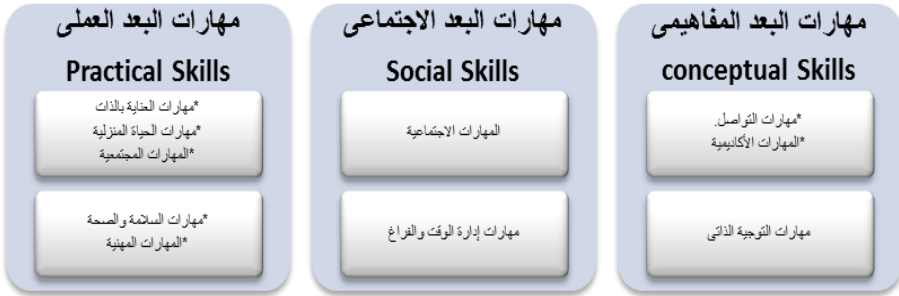 مهارات البعد المفاهيمى
conceptual Skills
*مهارات التواصل.
*المهارات الأكاديمية
مهارات التوجية الذاتى
مهارات البعد الاجتماعى
Social Skills
المهارات الاجتماعية
مهارات إدارة الوقت والفراغ
مهارات البعد العملى
Practical Skills
*مهارات العناية بالذات
*مهارات الحياة المنزلية
*المهارات المجتمعية
*مهارات السلامة والصحة
*المهارات المهنية